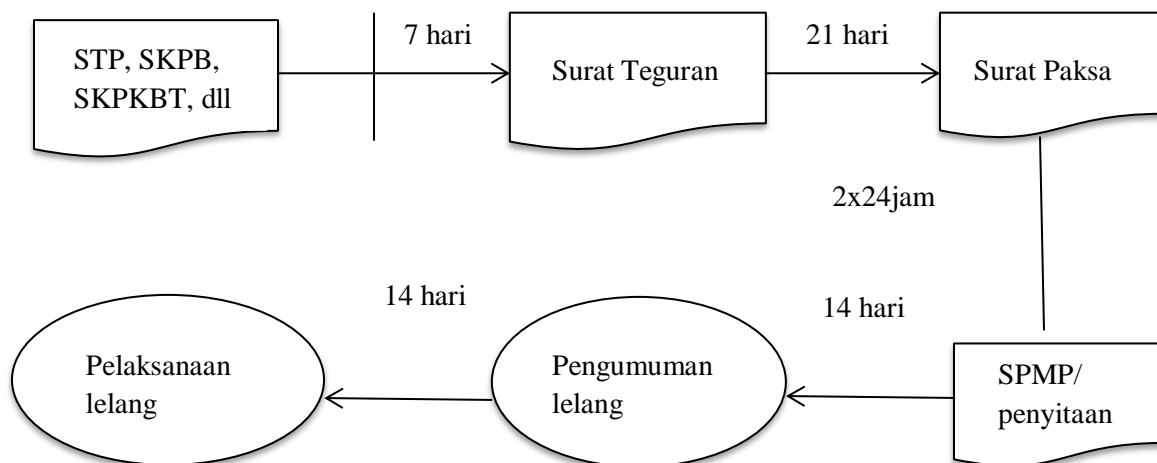 STP, SKPB,
SKPKBT, dll
7 hari
Surat Teguran
21 hari
Surat Paksa
2x24jam
SPMP/
penyitaan
14 hari
Pengumuman
lelang
14 hari
Pelaksanaan
lelang